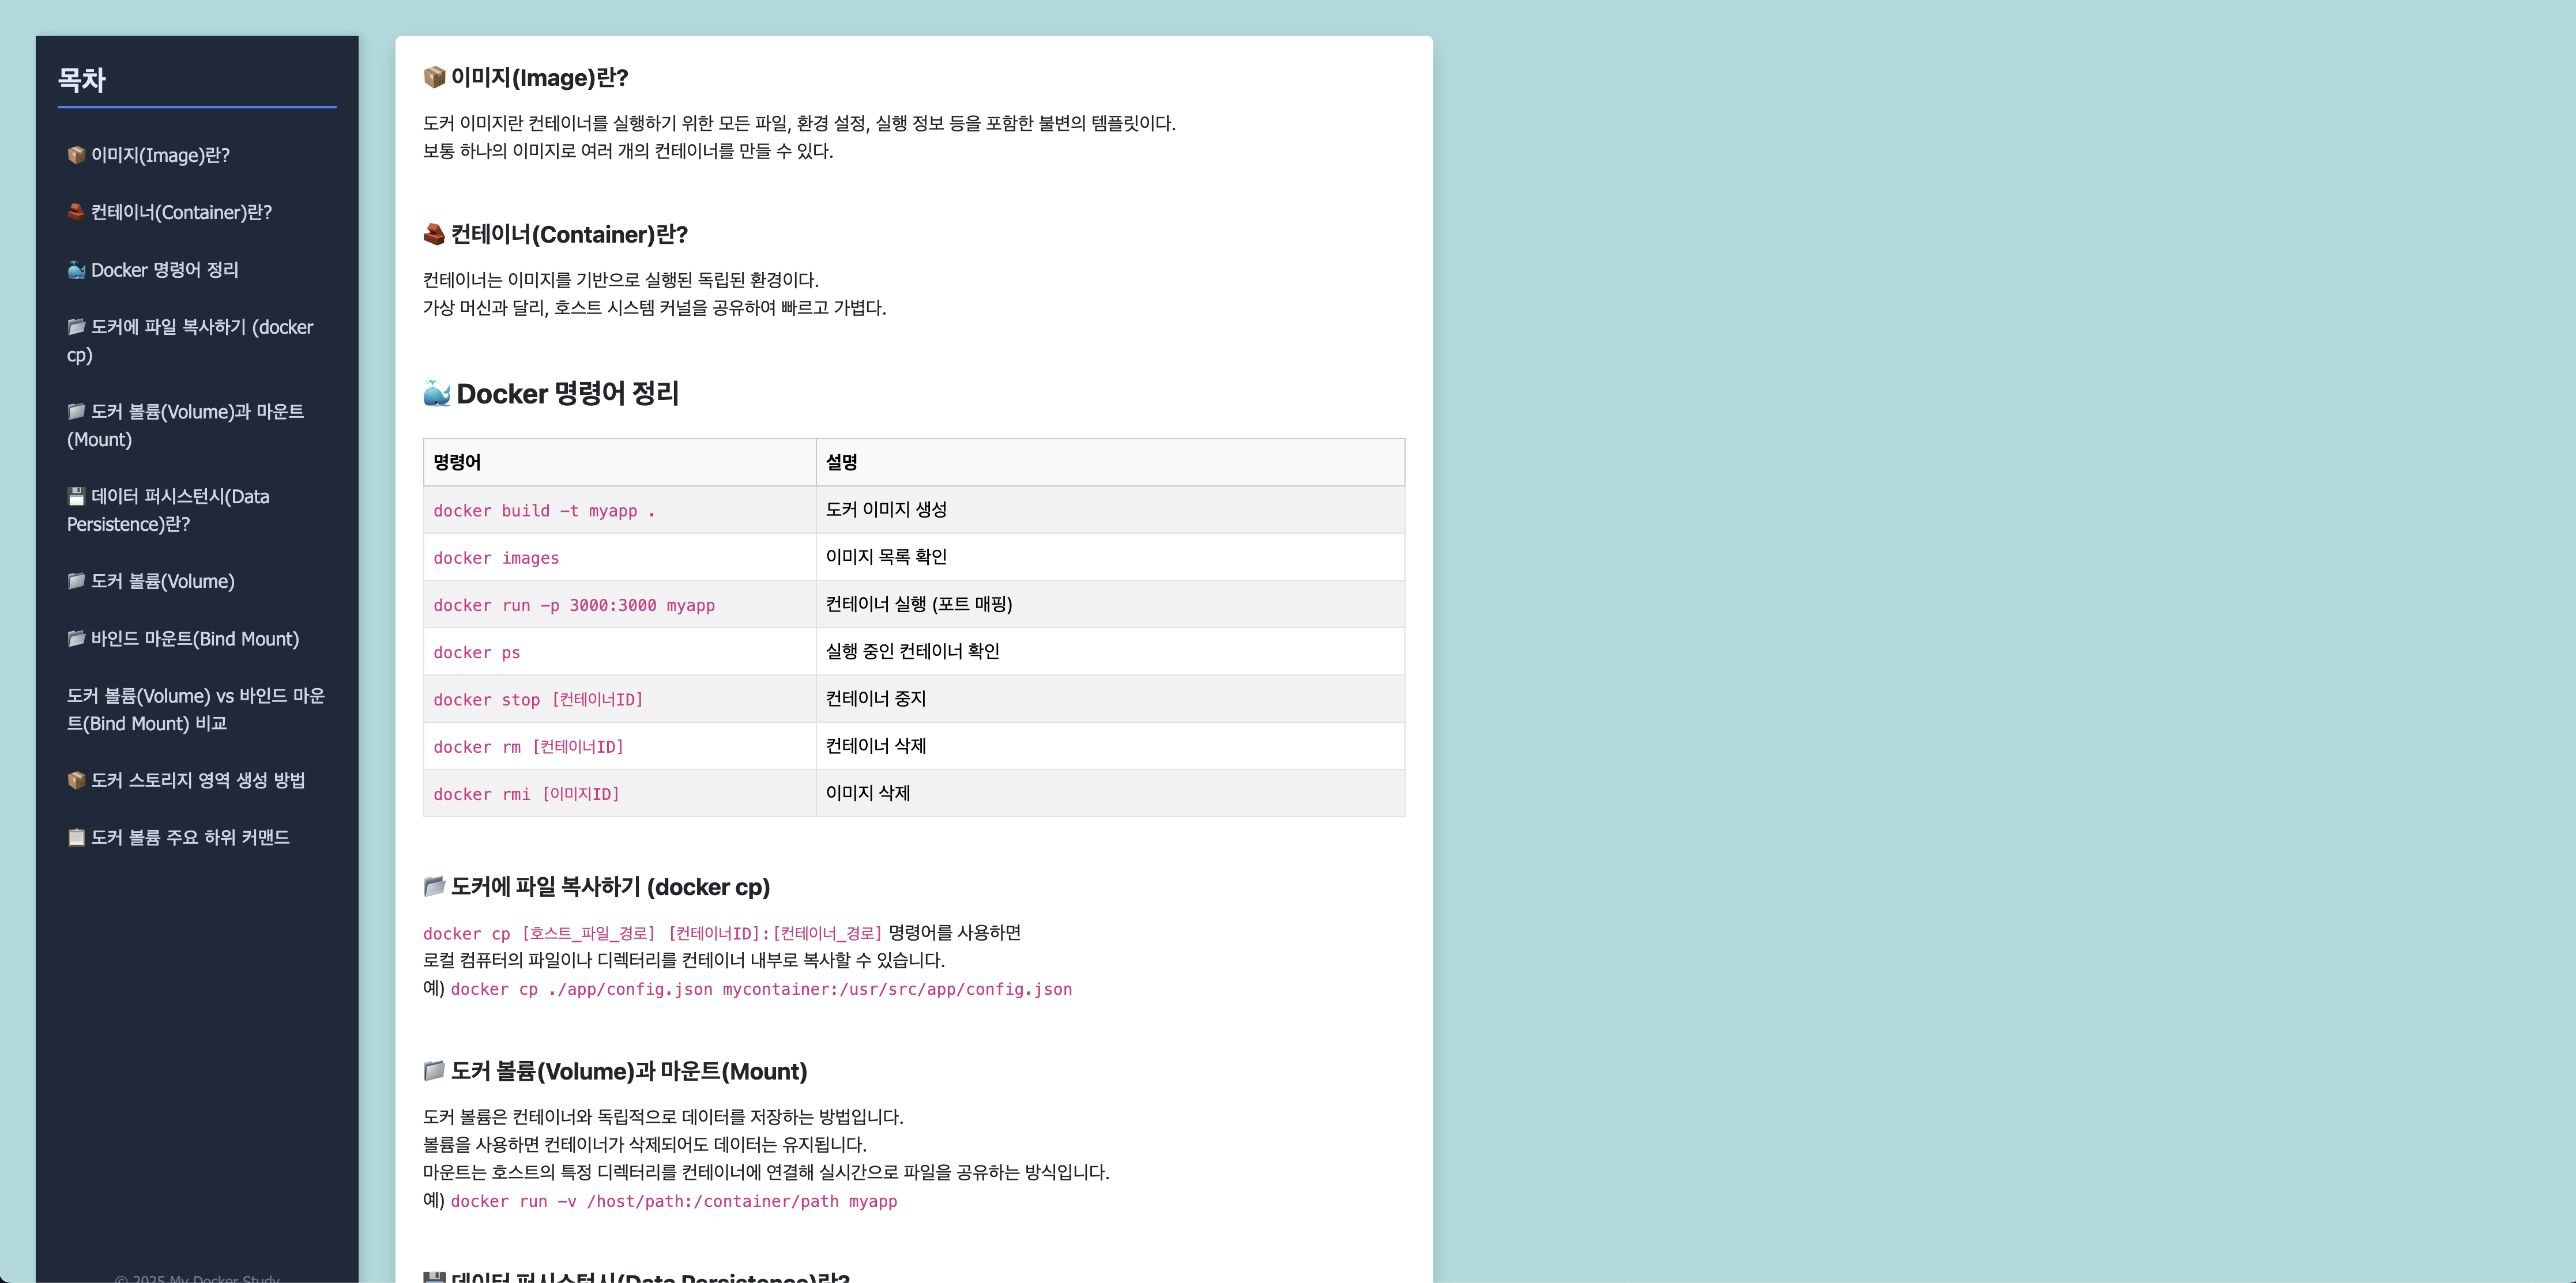 목차
📦 이미지(Image)란?
🧱 컨테이너(Container)란?
🐳 Docker 명령어 정리
📂 도커에 파일 복사하기 (docker
cp)
📁 도커 볼륨(Volume)과 마운트
(Mount)
💾 데이터 퍼시스턴시(Data
Persistence)란?
📁 도커 볼륨(Volume)
📂 바인드 마운트(Bind Mount)
도커 볼륨(Volume) vs 바인드 마운
트(Bind Mount) 비교
📦 도커 스토리지 영역 생성 방법
📋 도커 볼륨 주요 하위 커맨드
© 2025 My Docker Study
📦 이미지(Image)란?
도커 이미지란 컨테이너를 실행하기 위한 모든 파일, 환경 설정, 실행 정보 등을 포함한 불변의 템플릿이다.
보통 하나의 이미지로 여러 개의 컨테이너를 만들 수 있다.
🧱 컨테이너(Container)란?
컨테이너는 이미지를 기반으로 실행된 독립된 환경이다.
가상 머신과 달리, 호스트 시스템 커널을 공유하여 빠르고 가볍다.
🐳 Docker 명령어 정리
명령어 설명
docker build -t myapp . 도커 이미지 생성
docker images 이미지 목록 확인
docker run -p 3000:3000 myapp 컨테이너 실행 (포트 매핑)
docker ps 실행 중인 컨테이너 확인
docker stop [컨테이너ID] 컨테이너 중지
docker rm [컨테이너ID] 컨테이너 삭제
docker rmi [이미지ID] 이미지 삭제
📂 도커에 파일 복사하기 (docker cp)
docker cp [호스트_파일_경로] [컨테이너ID]:[컨테이너_경로] 명령어를 사용하면
로컬 컴퓨터의 파일이나 디렉터리를 컨테이너 내부로 복사할 수 있습니다.
예) docker cp ./app/config.json mycontainer:/usr/src/app/config.json
📁 도커 볼륨(Volume)과 마운트(Mount)
도커 볼륨은 컨테이너와 독립적으로 데이터를 저장하는 방법입니다.
볼륨을 사용하면 컨테이너가 삭제되어도 데이터는 유지됩니다.
마운트는 호스트의 특정 디렉터리를 컨테이너에 연결해 실시간으로 파일을 공유하는 방식입니다.
예) docker run -v /host/path:/container/path myapp
💾 데이터 퍼시스턴시(Data Persistence)란?